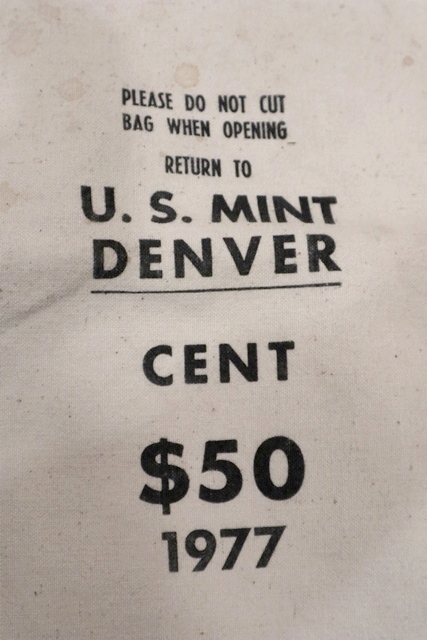 PLEASE DO NOT CUT
BAG WHEN OPENING
RETURN TO
U. S. MINT
DENVER
CENT
$50
1977